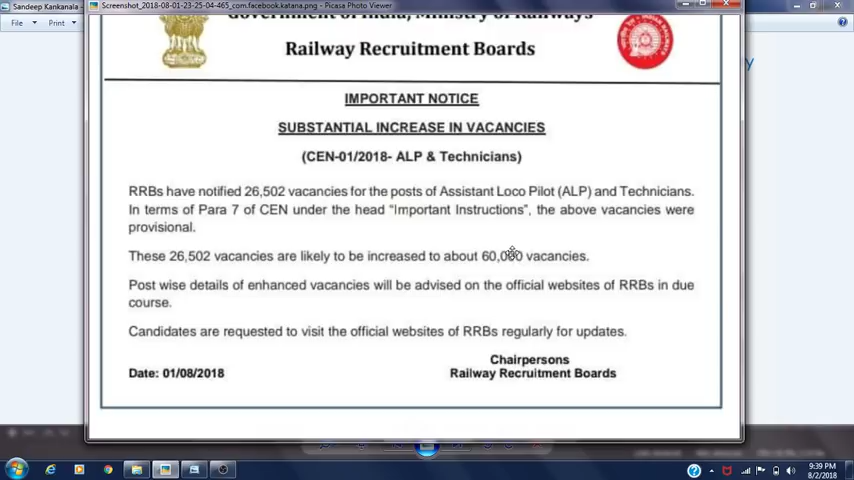 Screenshot_2018-08-01-23-25-04-465_com.facebook.katana.png - Picasa Photo Viewer
Sandeep Kankanala
File
Print
Government of India, Ministry of Railways
Railway Recruitment Boards
IMPORTANT NOTICE
SUBSTANTIAL INCREASE IN VACANCIES
(CEN-01/2018- ALP & Technicians)
RRBs have notified 26,502 vacancies for the posts of Assistant Loco Pilot (ALP) and Technicians.
In terms of Para 7 of CEN under the head “Important Instructions”, the above vacancies were
provisional.
These 26,502 vacancies are likely to be increased to about 60,000 vacancies.
Post wise details of enhanced vacancies will be advised on the official websites of RRBs in due
course.
Candidates are requested to visit the official websites of RRBs regularly for updates.
Chairpersons
Date: 01/08/2018
Railway Recruitment Boards
9:39 PM
8/2/2018